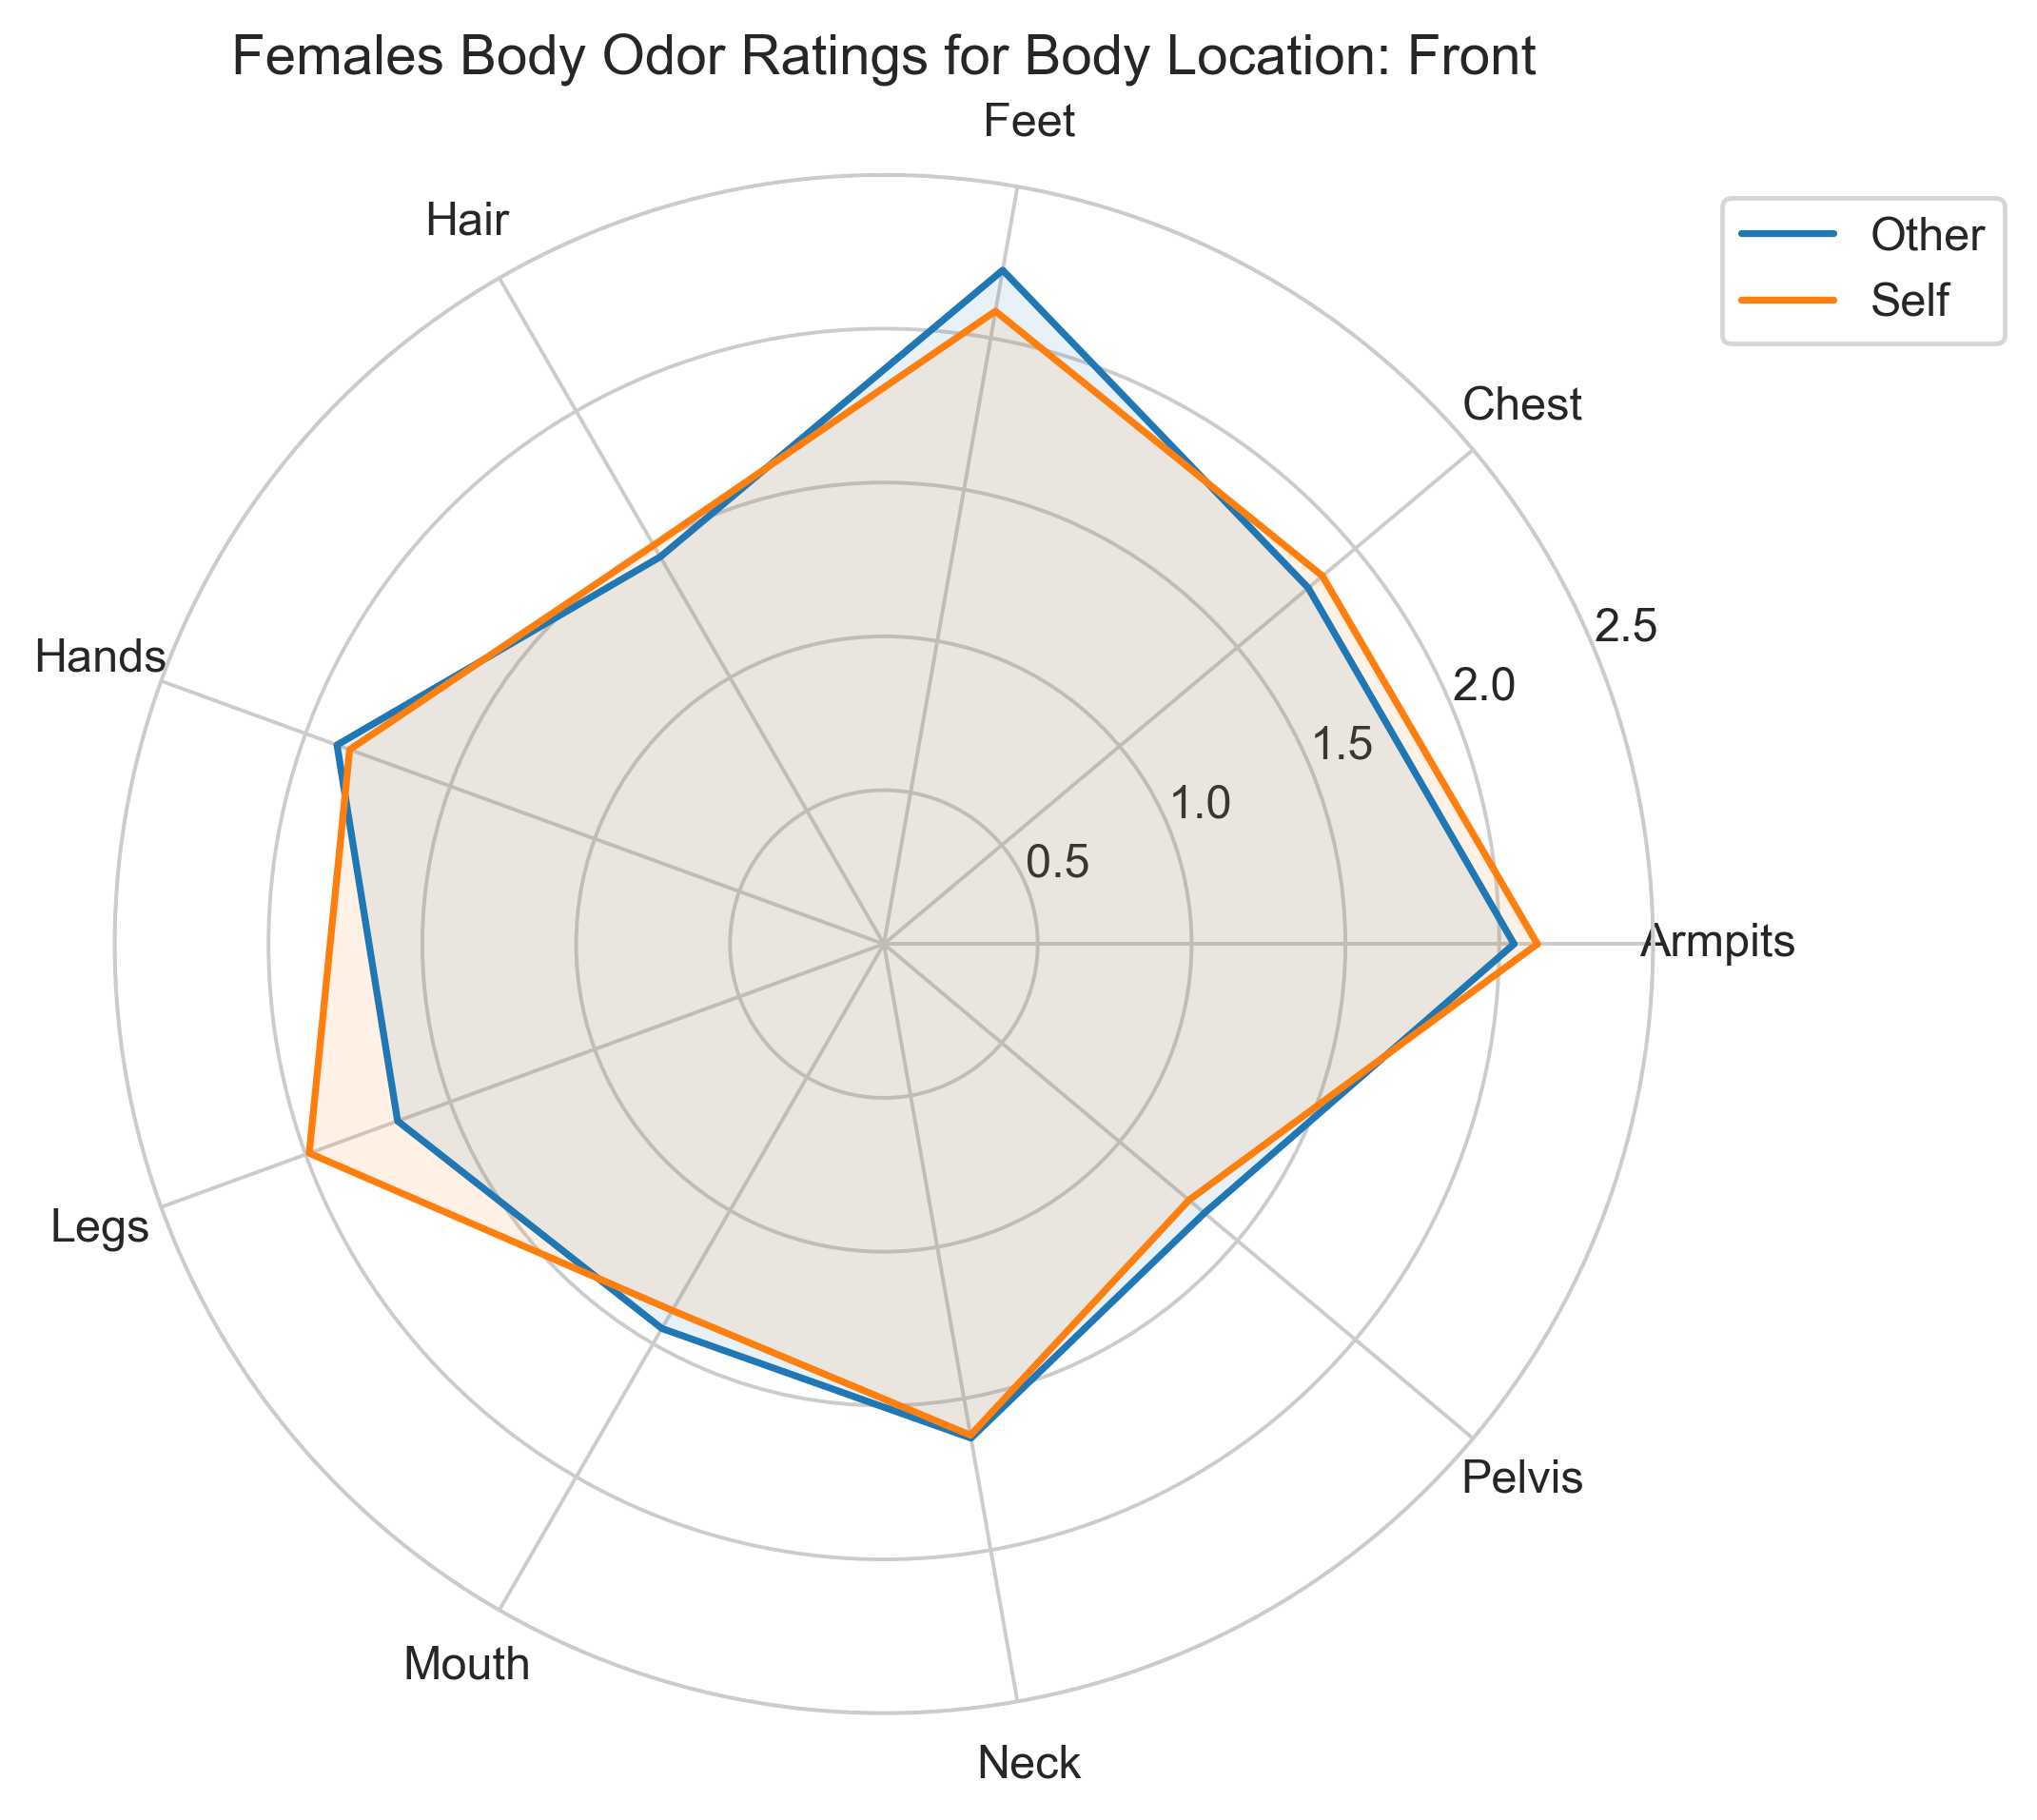 Females Body Odor Ratings for Body Location: Front
Feet
Hair
Other
Self
Chest
Hands
2.5
2.0
1.5
1.0
0.5
Armpits
Legs
Pelvis
Mouth
Neck